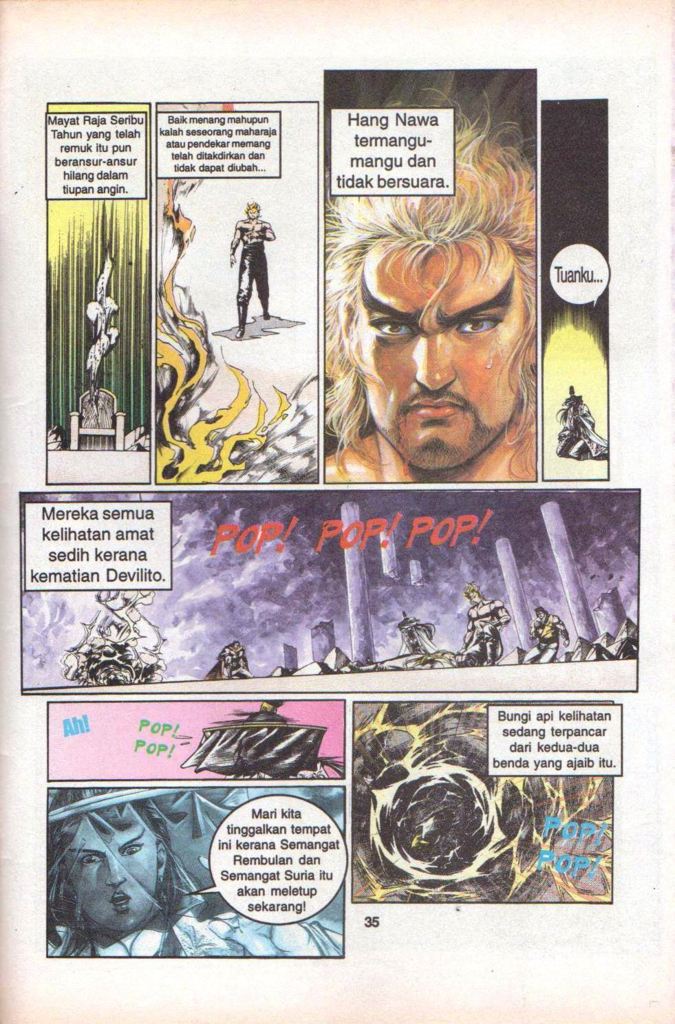 Mayat Raja Seribu
Tahun yang telah
remuk itu pun
beransur-ansur
hilang dalam
tiupan angin.
Baik menang mahupun
kalah seseorang maharaja
atau pendekar memang
telah ditakdirkan dan
tidak dapat diubah...
Hang Nawa
termangu-
mangu dan
tidak bersuara.
Tuanku...
Mereka semua
kelihatan amat
sedih kerana
kematian Devilito.
POP! POP! POP!
Ah!
POP!
POP!
Bungi api kelihatan
sedang terpancar
dari kedua-dua
benda yang ajaib itu.
POP!
POP!
Mari kita
tinggalkan tempat
ini kerana Semangat
Rembulan dan
Semangat Suria itu
akan meletup
sekarang!
35